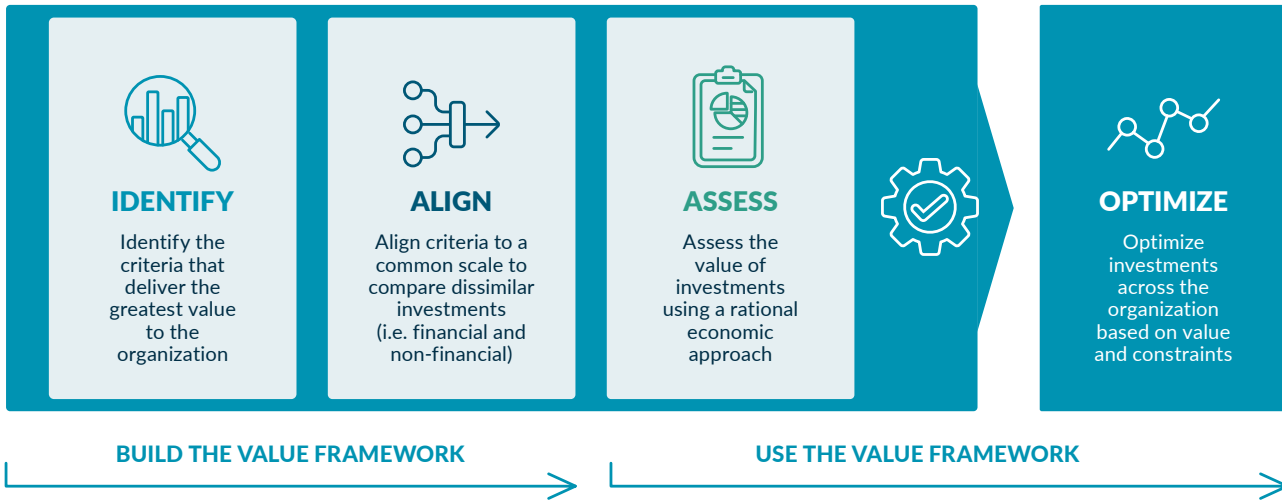 IDENTIFY
Identify the
criteria that
deliver the
greatest value
to the
organization
ALIGN
Align criteria to a
common scale to
compare dissimilar
investments
(i.e. financial and
non-financial)
ASSESS
Assess the
value of
investments
using a rational
economic
approach
OPTIMIZE
Optimize
investments
across the
organization
based on value
and constraints
BUILD THE VALUE FRAMEWORK
USE THE VALUE FRAMEWORK